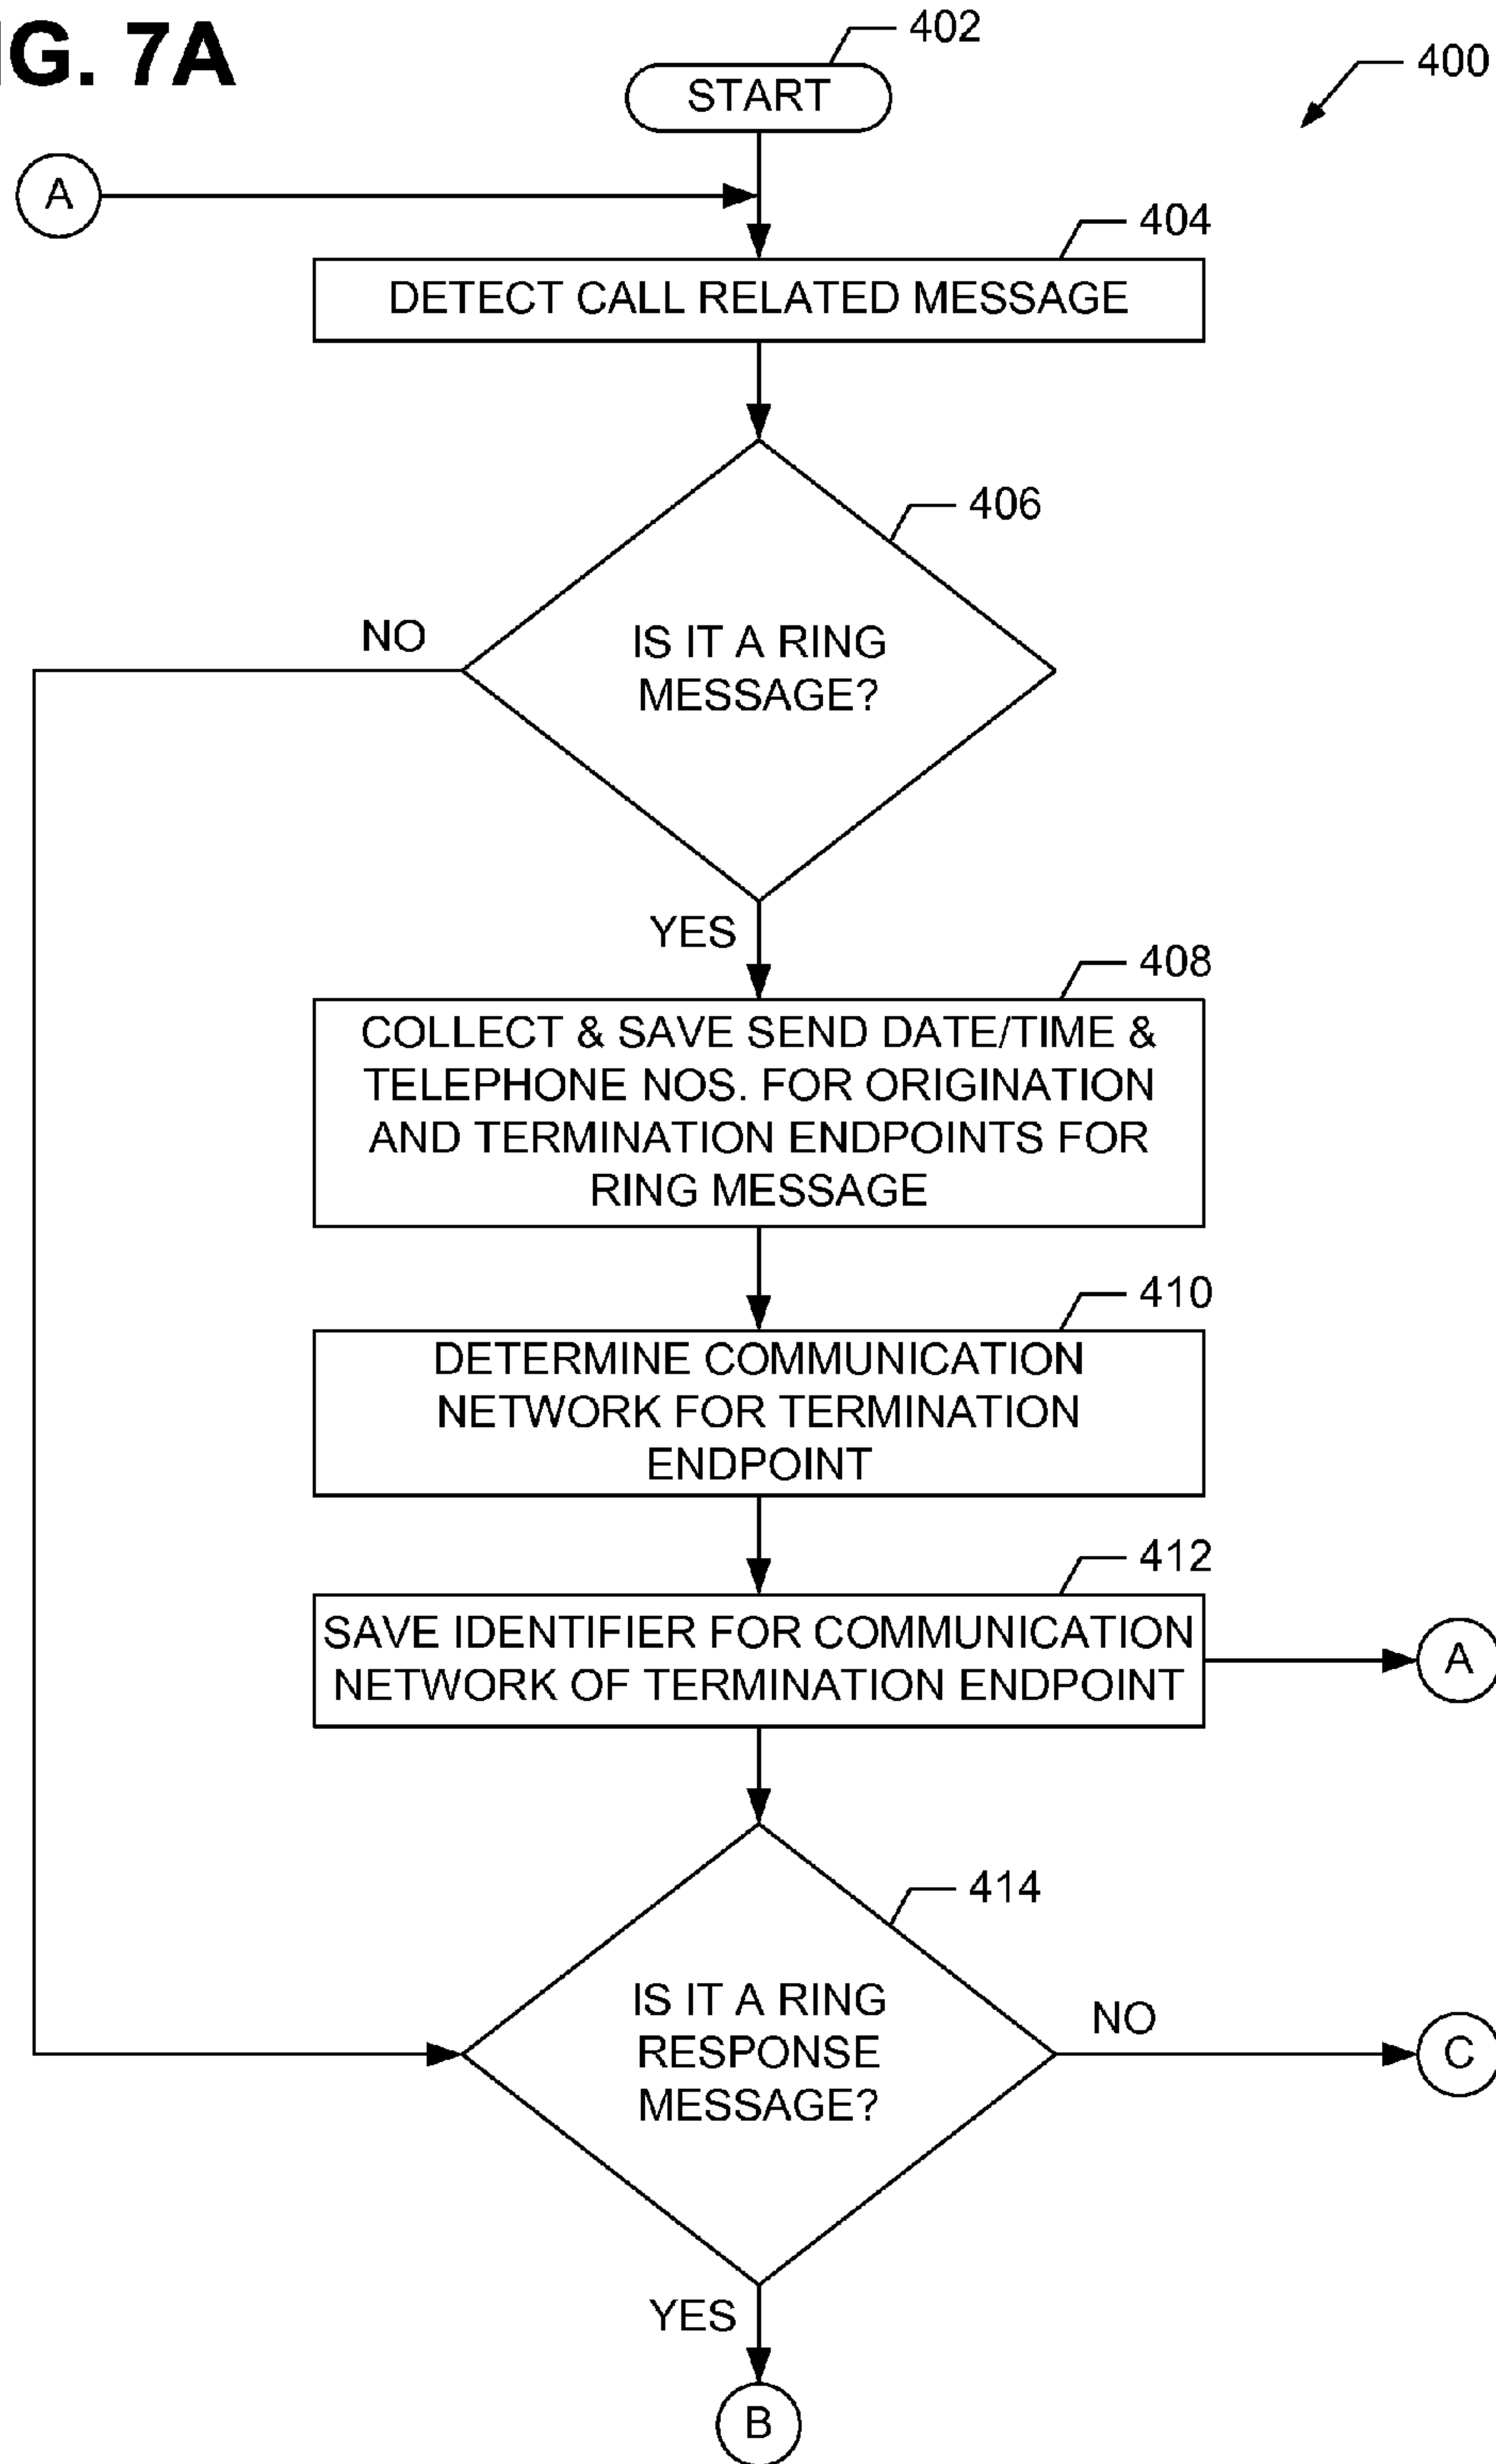 IG. 7A
402
START
400
A
404
DETECT CALL RELATED MESSAGE
406
NO
IS IT A RING
MESSAGE?
YES
408
COLLECT & SAVE SEND DATE/TIME &
TELEPHONE NOS. FOR ORIGINATION
AND TERMINATION ENDPOINTS FOR
RING MESSAGE
410
DETERMINE COMMUNICATION
NETWORK FOR TERMINATION
ENDPOINT
412
SAVE IDENTIFIER FOR COMMUNICATION
NETWORK OF TERMINATION ENDPOINT
A
414
IS IT A RING
RESPONSE
MESSAGE?
NO
C
YES
B